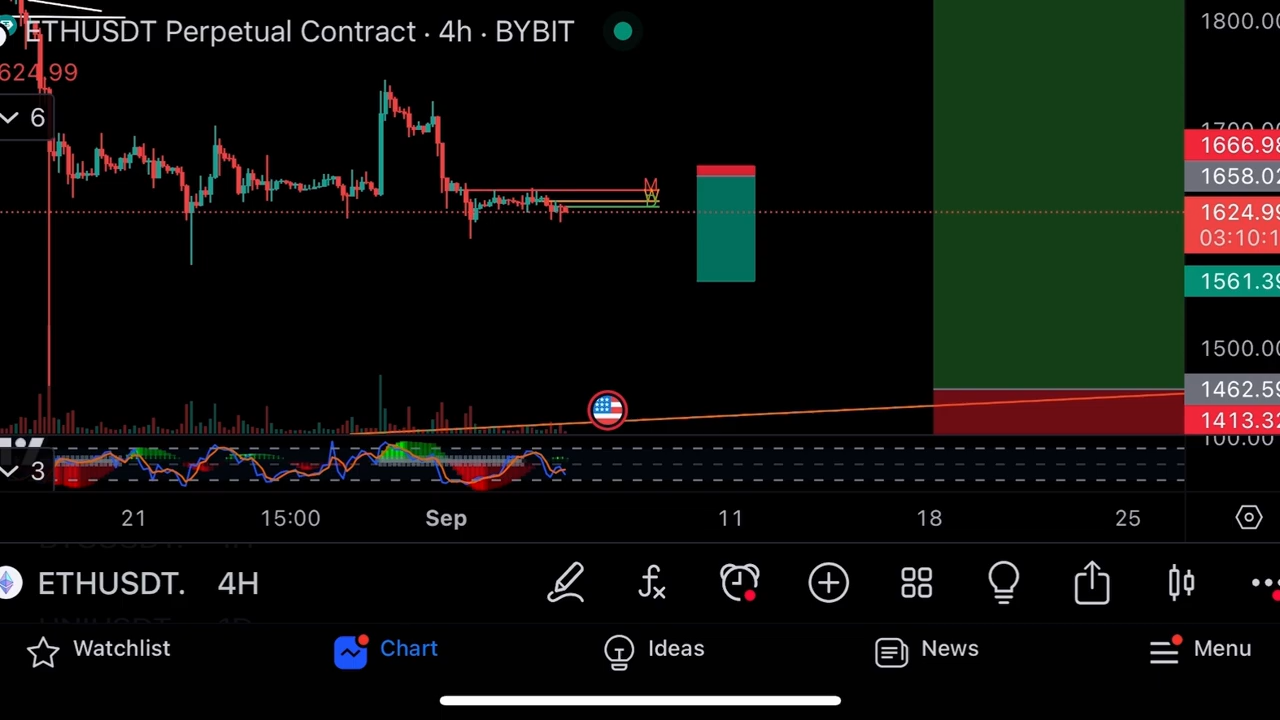 ETHUSDT Perpetual Contract · 4h · BYBIT
1800.00
624.99
6
1700.00
1666.98
1658.02
M
W
D
1624.99
03:10:1
1561.39
1500.00
1462.59
1413.32
3
21 15:00 Sep 11 18 25
ETHUSDT. 4H
Watchlist Chart Ideas News Menu